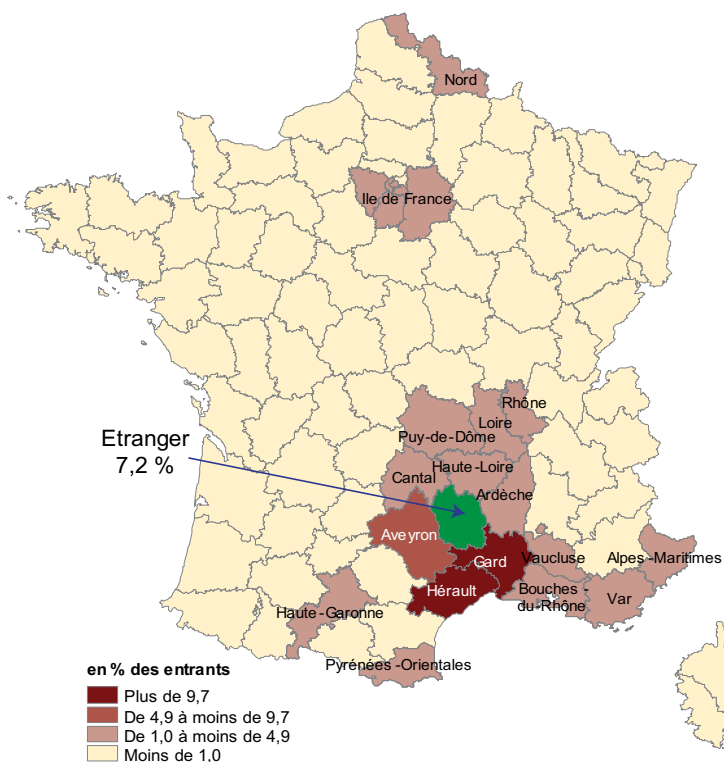 Nord
Ile de France
Rhône
Loire
Puy-de-Dôme
Etranger
7,2 %
Haute-Loire
Cantal
Ardèche
Aveyron
Gard
Vaucluse
Alpes-Maritimes
Hérault
Bouches -
du-Rhône
Var
Haute-Garonne
Pyrénées-Orientales
en % des entrants
Plus de 9,7
De 4,9 à moins de 9,7
De 1,0 à moins de 4,9
Moins de 1,0